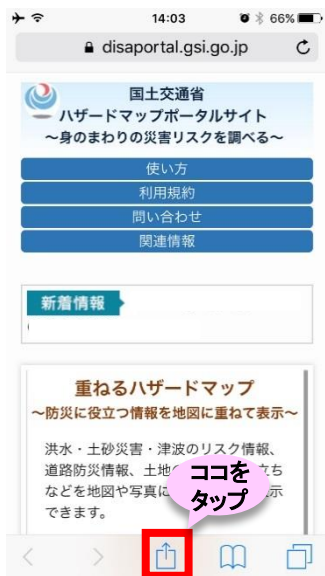 14:03
66%
disaportal.gsi.go.jp
国土交通省
ハザードマップポータルサイト
～身のまわりの災害リスクを調べる～
使い方
利用規約
問い合わせ
関連情報
新着情報
重ねるハザードマップ
～防災に役立つ情報を地図に重ねて表示～
洪水・土砂災害・津波のリスク情報、
道路防災情報、土地の
ち
などを地図や写真に
示
できます。
ココを
タップ